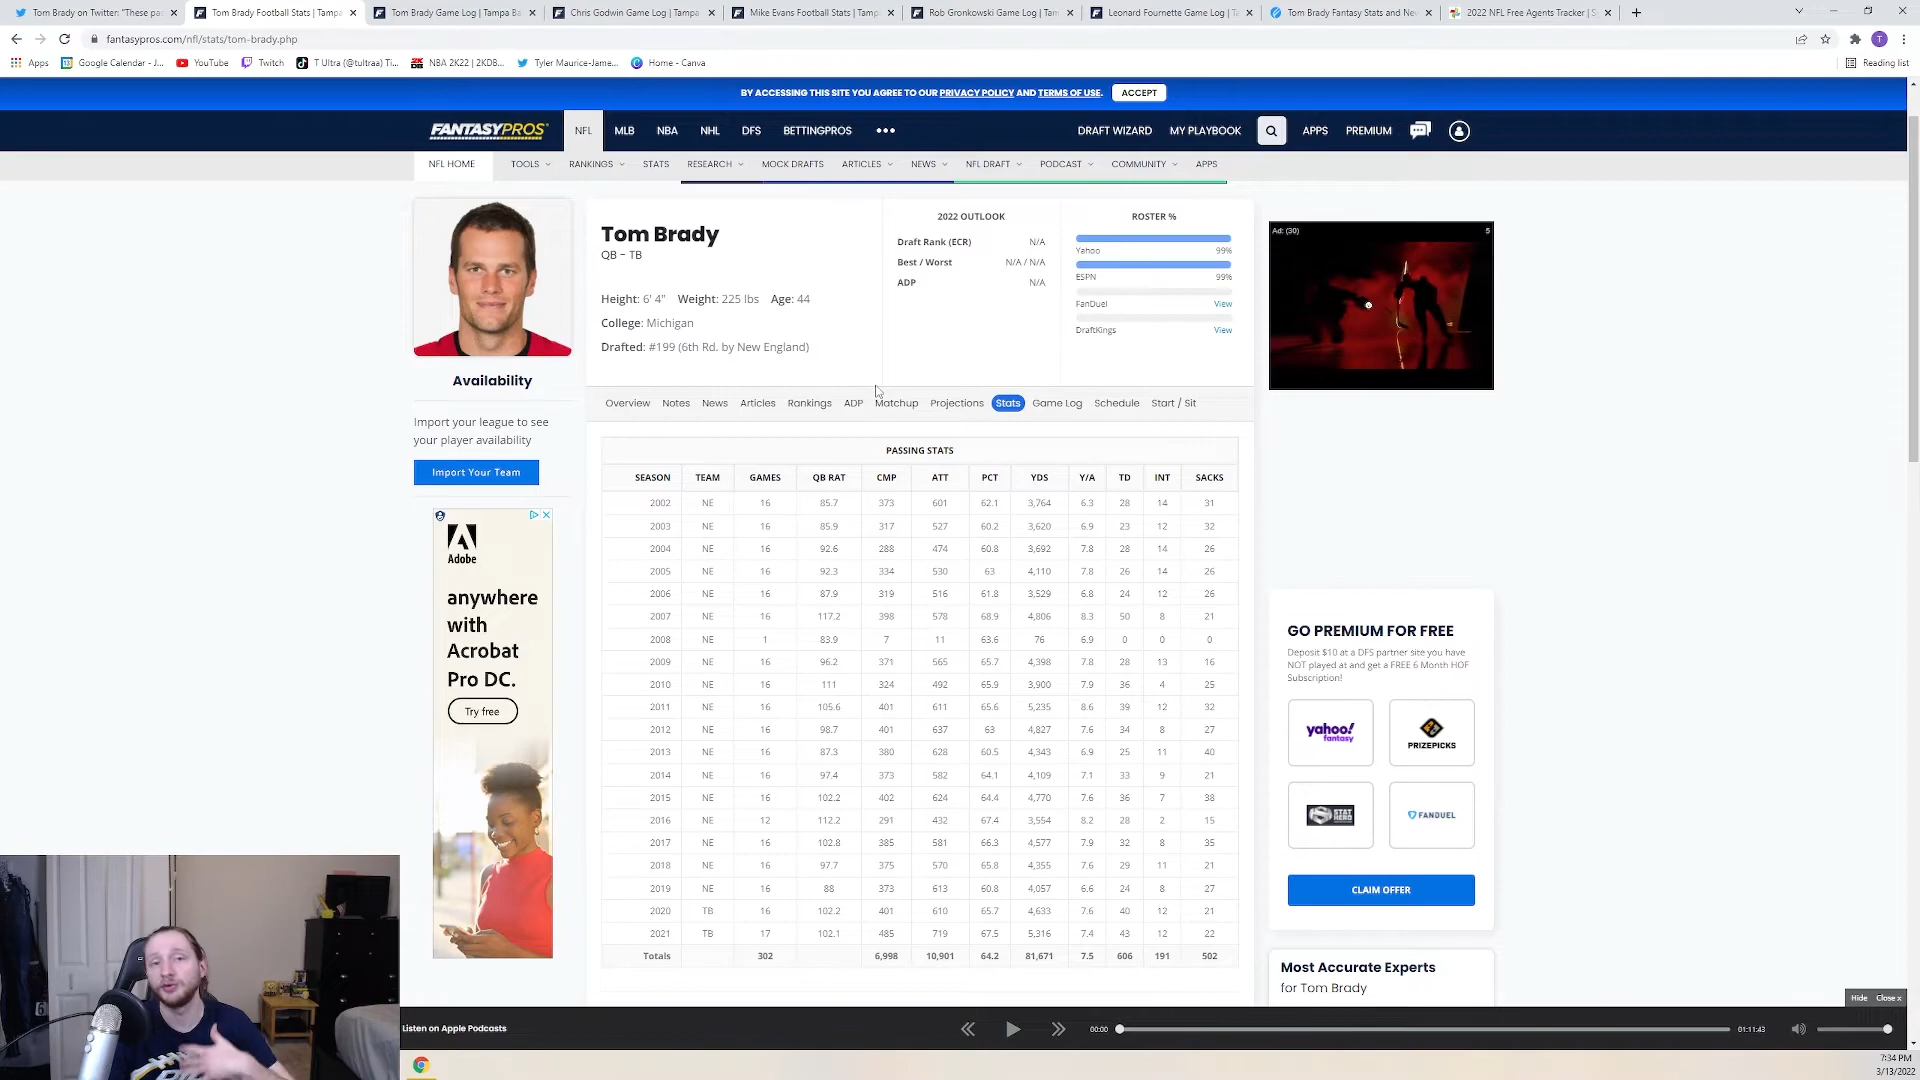 Tom Brady on Twitter: "These pas
Tom Brady Football Stats | Tampa
Tom Brady Game Log | Tampa Ba
Chris Godwin Game Log | Tampa
Mike Evans Football Stats | Tampa
Rob Gronkowski Game Log | Tam
Leonard Fournette Game Log | Ta
Tom Brady Fantasy Stats and New
2022 NFL Free Agents Tracker | S
fantasypros.com/nfl/stats/tom-brady.php
T
Apps
Google Calendar - J...
YouTube
Twitch
T Ultra (@tultraa) Ti...
NBA 2K22 | 2KDB...
Tyler Maurice-Jame...
Home - Canva
Reading list
BY ACCESSING THIS SITE YOU AGREE TO OUR PRIVACY POLICY AND TERMS OF USE.
ACCEPT
FANTASYPROS
NFL
MLB
NBA
NHL
DFS
BETTINGPROS
DRAFT WIZARD
MY PLAYBOOK
APPS
PREMIUM
NFL HOME
TOOLS
RANKINGS
STATS
RESEARCH
MOCK DRAFTS
ARTICLES
NEWS
NFL DRAFT
PODCAST
COMMUNITY
APPS
Tom Brady
QB - TB
Height: 6' 4" Weight: 225 lbs Age: 44
College: Michigan
Drafted: #199 (6th Rd. by New England)
2022 OUTLOOK
Draft Rank (ECR) N/A
Best / Worst N/A / N/A
ADP N/A
ROSTER %
Yahoo 99%
ESPN 99%
FanDuel View
DraftKings View
Ad: (30) 5
Availability
Import your league to see
your player availability
Import Your Team
Overview
Notes
News
Articles
Rankings
ADP
Matchup
Projections
Stats
Game Log
Schedule
Start / Sit
PASSING STATS
SEASON TEAM GAMES QB RAT CMP ATT PCT YDS Y/A TD INT SACKS
2002 NE 16 85.7 373 601 62.1 3,764 6.3 28 14 31
2003 NE 16 85.9 317 527 60.2 3,620 6.9 23 12 32
2004 NE 16 92.6 288 474 60.8 3,692 7.8 28 14 26
2005 NE 16 92.3 334 530 63 4,110 7.8 26 14 26
2006 NE 16 87.9 319 516 61.8 3,529 6.8 24 12 26
2007 NE 16 117.2 398 578 68.9 4,806 8.3 50 8 21
2008 NE 1 83.9 7 11 63.6 76 6.9 0 0 0
2009 NE 16 96.2 371 565 65.7 4,398 7.8 28 13 16
2010 NE 16 111 324 492 65.9 3,900 7.9 36 4 25
2011 NE 16 105.6 401 611 65.6 5,235 8.6 39 12 32
2012 NE 16 98.7 401 637 63 4,827 7.6 34 8 27
2013 NE 16 87.3 380 628 60.5 4,343 6.9 25 11 40
2014 NE 16 97.4 373 582 64.1 4,109 7.1 33 9 21
2015 NE 16 102.2 402 624 64.4 4,770 7.6 36 7 38
2016 NE 12 112.2 291 432 67.4 3,554 8.2 28 2 15
2017 NE 16 102.8 385 581 66.3 4,577 7.9 32 8 35
2018 NE 16 97.7 375 570 65.8 4,355 7.6 29 11 21
2019 NE 16 88 373 613 60.8 4,057 6.6 24 8 27
2020 TB 16 102.2 401 610 65.7 4,633 7.6 40 12 21
2021 TB 17 102.1 485 719 67.5 5,316 7.4 43 12 22
Totals 302 6,998 10,901 64.2 81,671 7.5 606 191 502
Adobe
anywhere
with
Acrobat
Pro DC.
Try free
GO PREMIUM FOR FREE
Deposit $10 at a DFS partner site you have
NOT played at and get a FREE 6 Month HOF
Subscription!
yahoo!
fantasy
PRIZEPICKS
STAT
HERO
FANDUEL
CLAIM OFFER
Most Accurate Experts
for Tom Brady
Hide Close x
Listen on Apple Podcasts
00:00
01:11:43
7:34 PM
3/13/2022